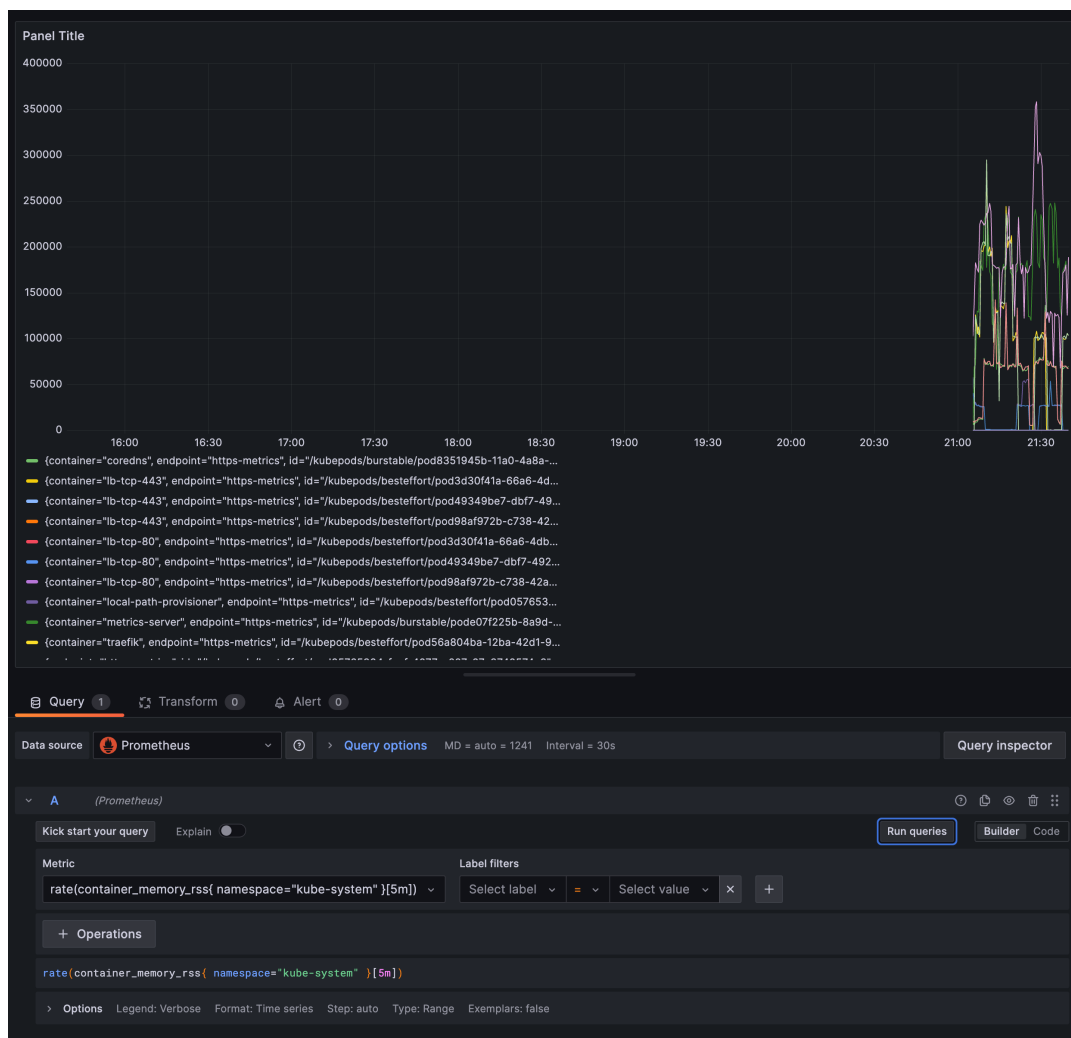 Panel Title
400000
350000
300000
250000
200000
150000
100000
50000
0
16:00 16:30 17:00 17:30 18:00 18:30 19:00 19:30 20:00 20:30 21:00 21:30
{container="coredns", endpoint="https-metrics", id="/kubepods/burstable/pod8351945b-11a0-4a8a-...
{container="lb-tcp-443", endpoint="https-metrics", id="/kubepods/besteffort/pod3d30f41a-66a6-4d...
{container="lb-tcp-443", endpoint="https-metrics", id="/kubepods/besteffort/pod49349be7-dbf7-49...
{container="lb-tcp-443", endpoint="https-metrics", id="/kubepods/besteffort/pod98af972b-c738-42...
{container="lb-tcp-80", endpoint="https-metrics", id="/kubepods/besteffort/pod3d30f41a-66a6-4db...
{container="lb-tcp-80", endpoint="https-metrics", id="/kubepods/besteffort/pod49349be7-dbf7-492...
{container="lb-tcp-80", endpoint="https-metrics", id="/kubepods/besteffort/pod98af972b-c738-42a...
{container="local-path-provisioner", endpoint="https-metrics", id="/kubepods/besteffort/pod057653...
{container="metrics-server", endpoint="https-metrics", id="/kubepods/burstable/pode07f225b-8a9d-...
{container="traefik", endpoint="https-metrics", id="/kubepods/besteffort/pod56a804ba-12ba-42d1-9...
Query 1 Transform 0 Alert 0
Data source Prometheus Query options MD = auto = 1241 Interval = 30s Query inspector
A (Prometheus)
Kick start your query Explain Run queries Builder Code
Metric Label filters
rate(container_memory_rss{ namespace="kube-system" }[5m]) Select label = Select value
+ Operations
rate(container_memory_rss{ namespace="kube-system" }[5m])
Options Legend: Verbose Format: Time series Step: auto Type: Range Exemplars: false